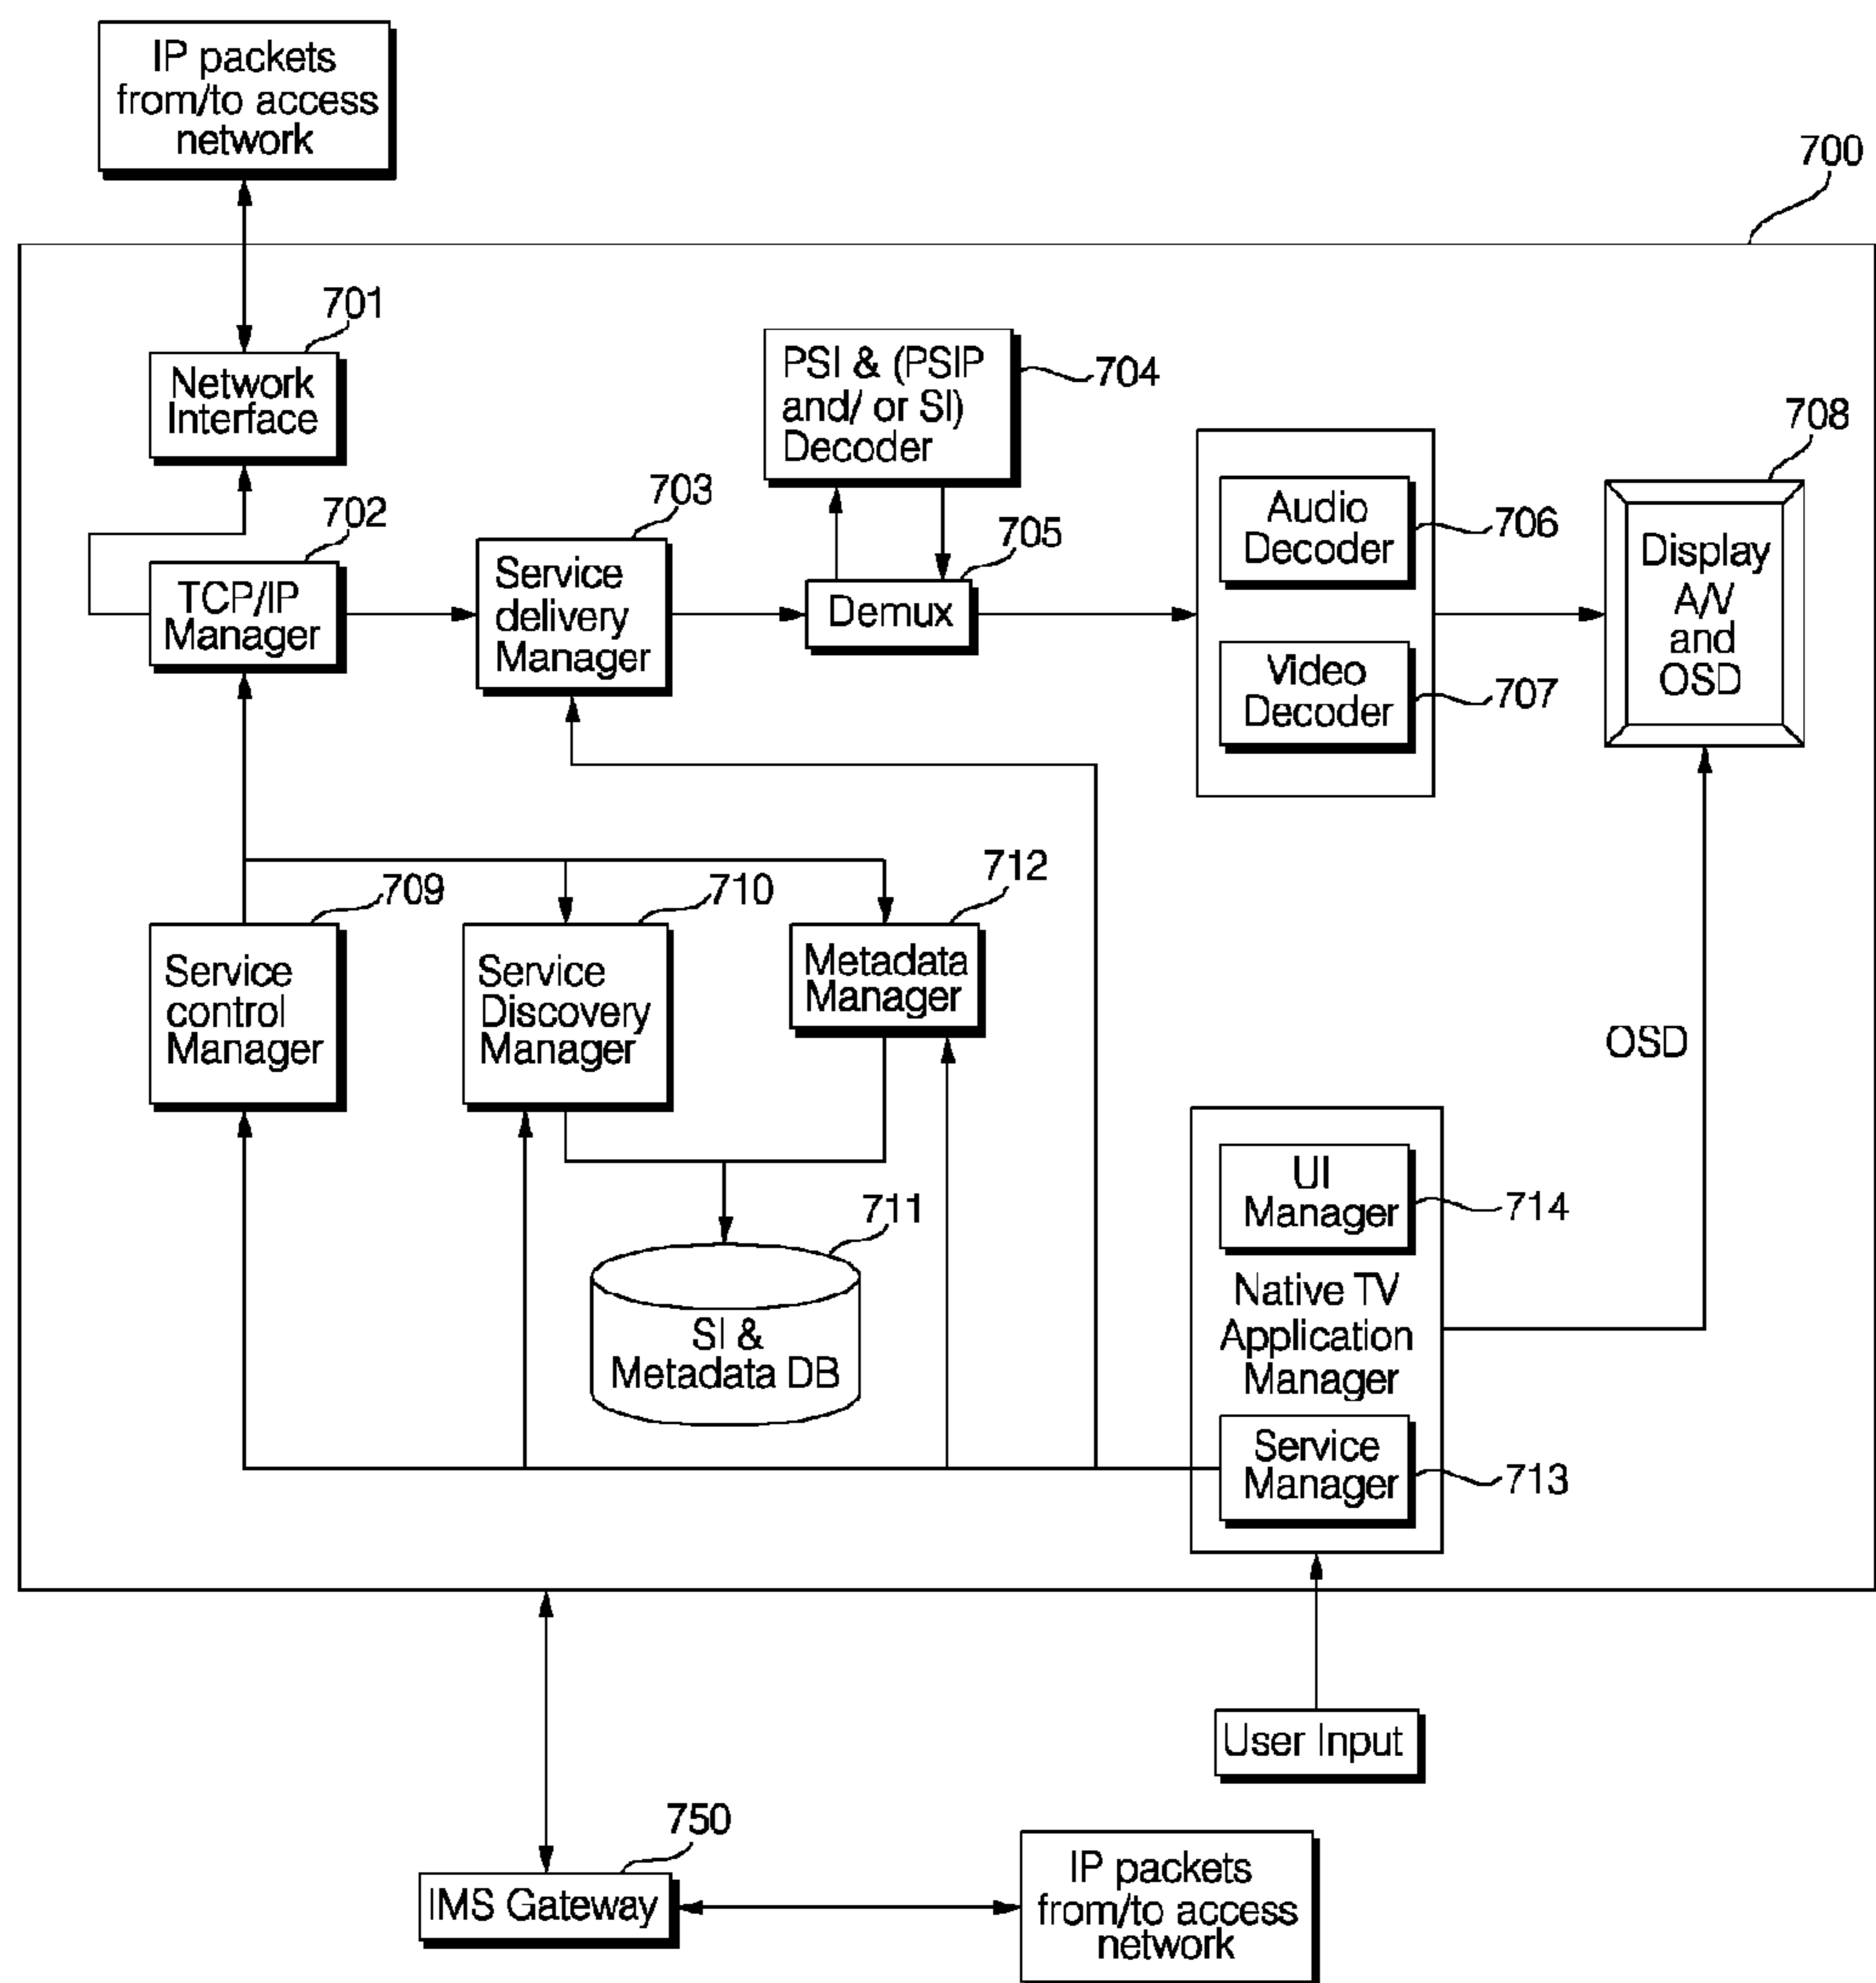 IP packets
from/to access
network
700
701
Network
Interface
PSI & (PSIP
and/ or SI)
Decoder
704
708
702
TCP/IP
Manager
703
Service
delivery
Manager
705
Demux
Audio
Decoder
706
Video
Decoder
707
Display
A/V
and
OSD
709
Service
control
Manager
710
Service
Discovery
Manager
712
Metadata
Manager
OSD
711
SI &
Metadata DB
UI
Manager
714
Native TV
Application
Manager
Service
Manager
713
User Input
750
IMS Gateway
IP packets
from/to access
network